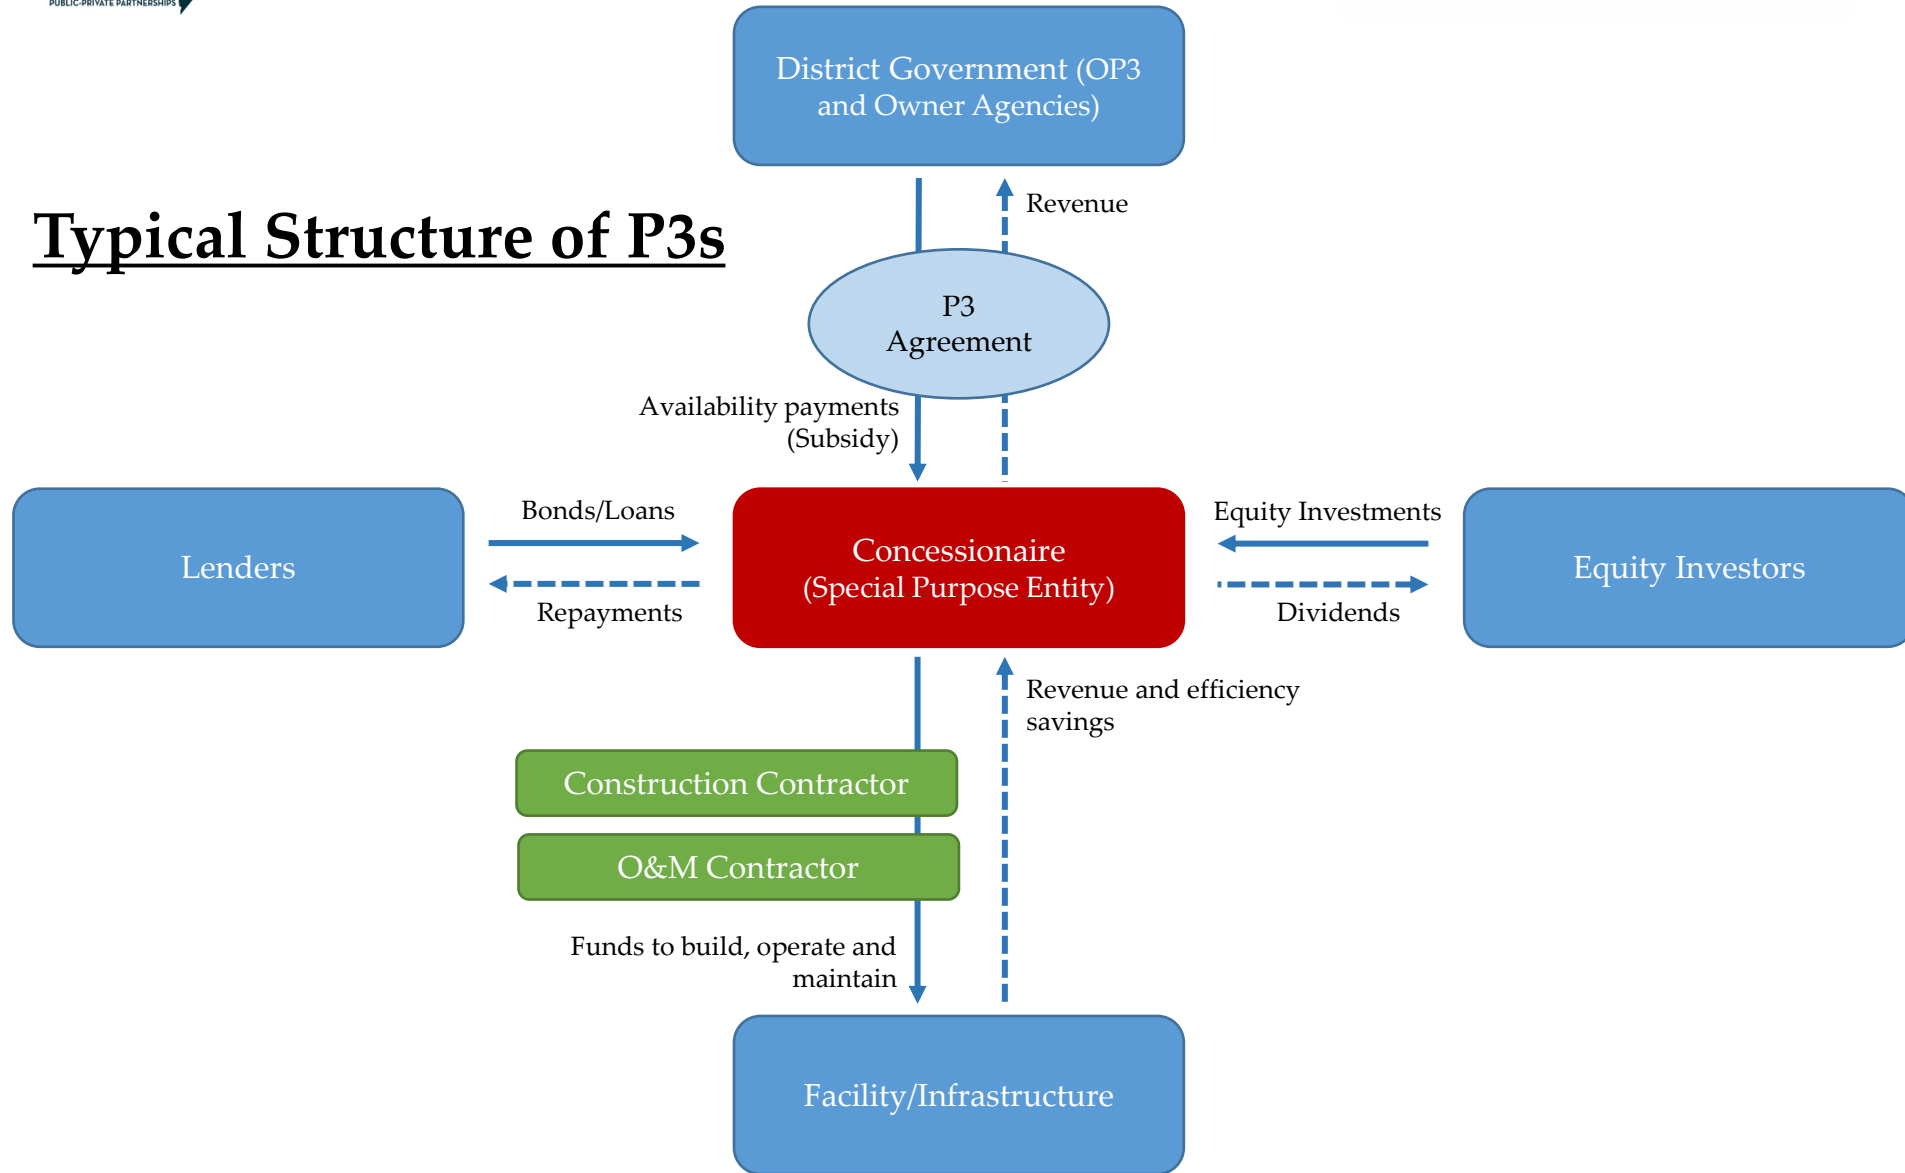 PUBLIC-PRIVATE PARTNERSHIPS
District Government (OP3
and Owner Agencies)
Revenue
Typical Structure of P3s
P3
Agreement
Availability payments
(Subsidy)
Lenders
Bonds/Loans
Repayments
Concessionaire
(Special Purpose Entity)
Equity Investments
Dividends
Equity Investors
Revenue and efficiency
savings
Construction Contractor
O&M Contractor
Funds to build, operate and
maintain
Facility/Infrastructure